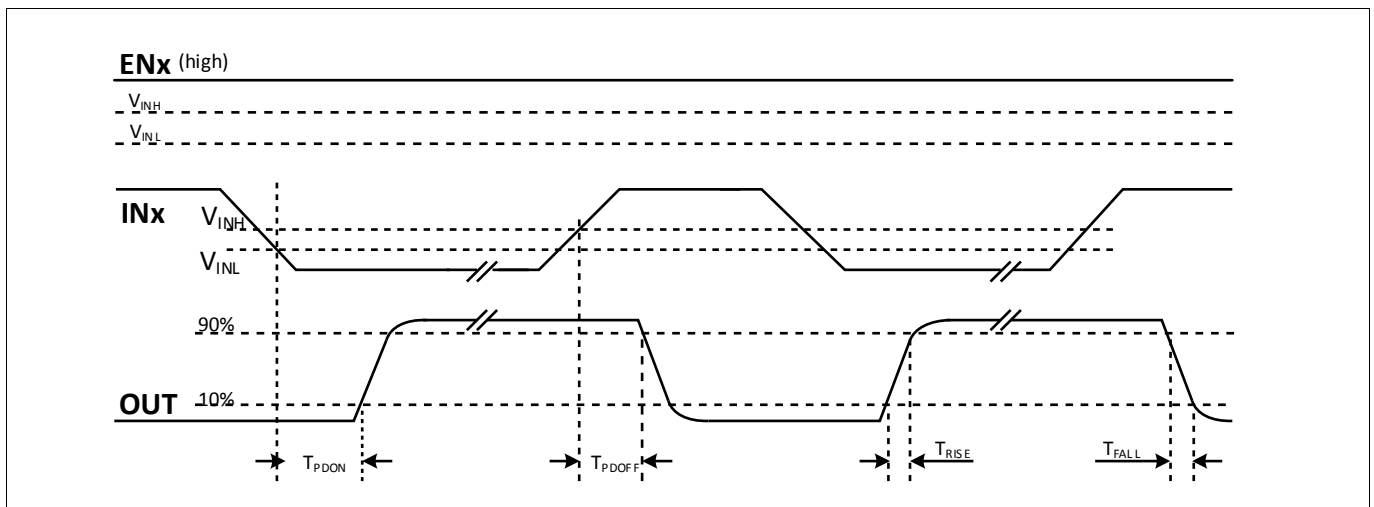 ENx (high)
VINH
VINL
INx
VINH
VINL
90%
OUT
10%
TPDON
TPDOFF
TRISE
TFALL